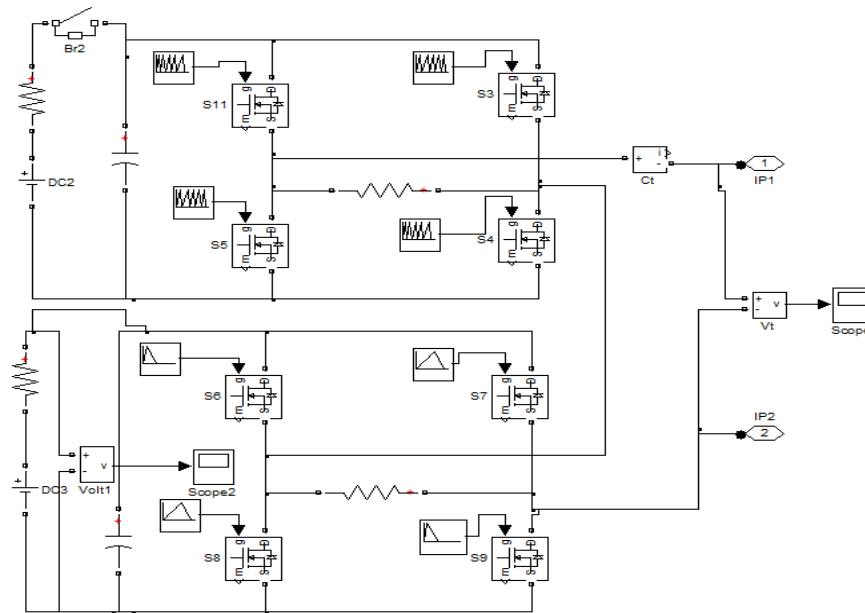 Br2
g D
m S
S11
g D
m S
S3
DC2
+
+
i
-
Ct
1
IP1
g D
m S
S5
g D
m S
S4
+
-
v
Vt
Scope
g D
m S
S6
g D
m S
S7
IP2
2
+
DC3
+
-
v
Volt1
Scope2
g D
m S
S8
g D
m S
S9